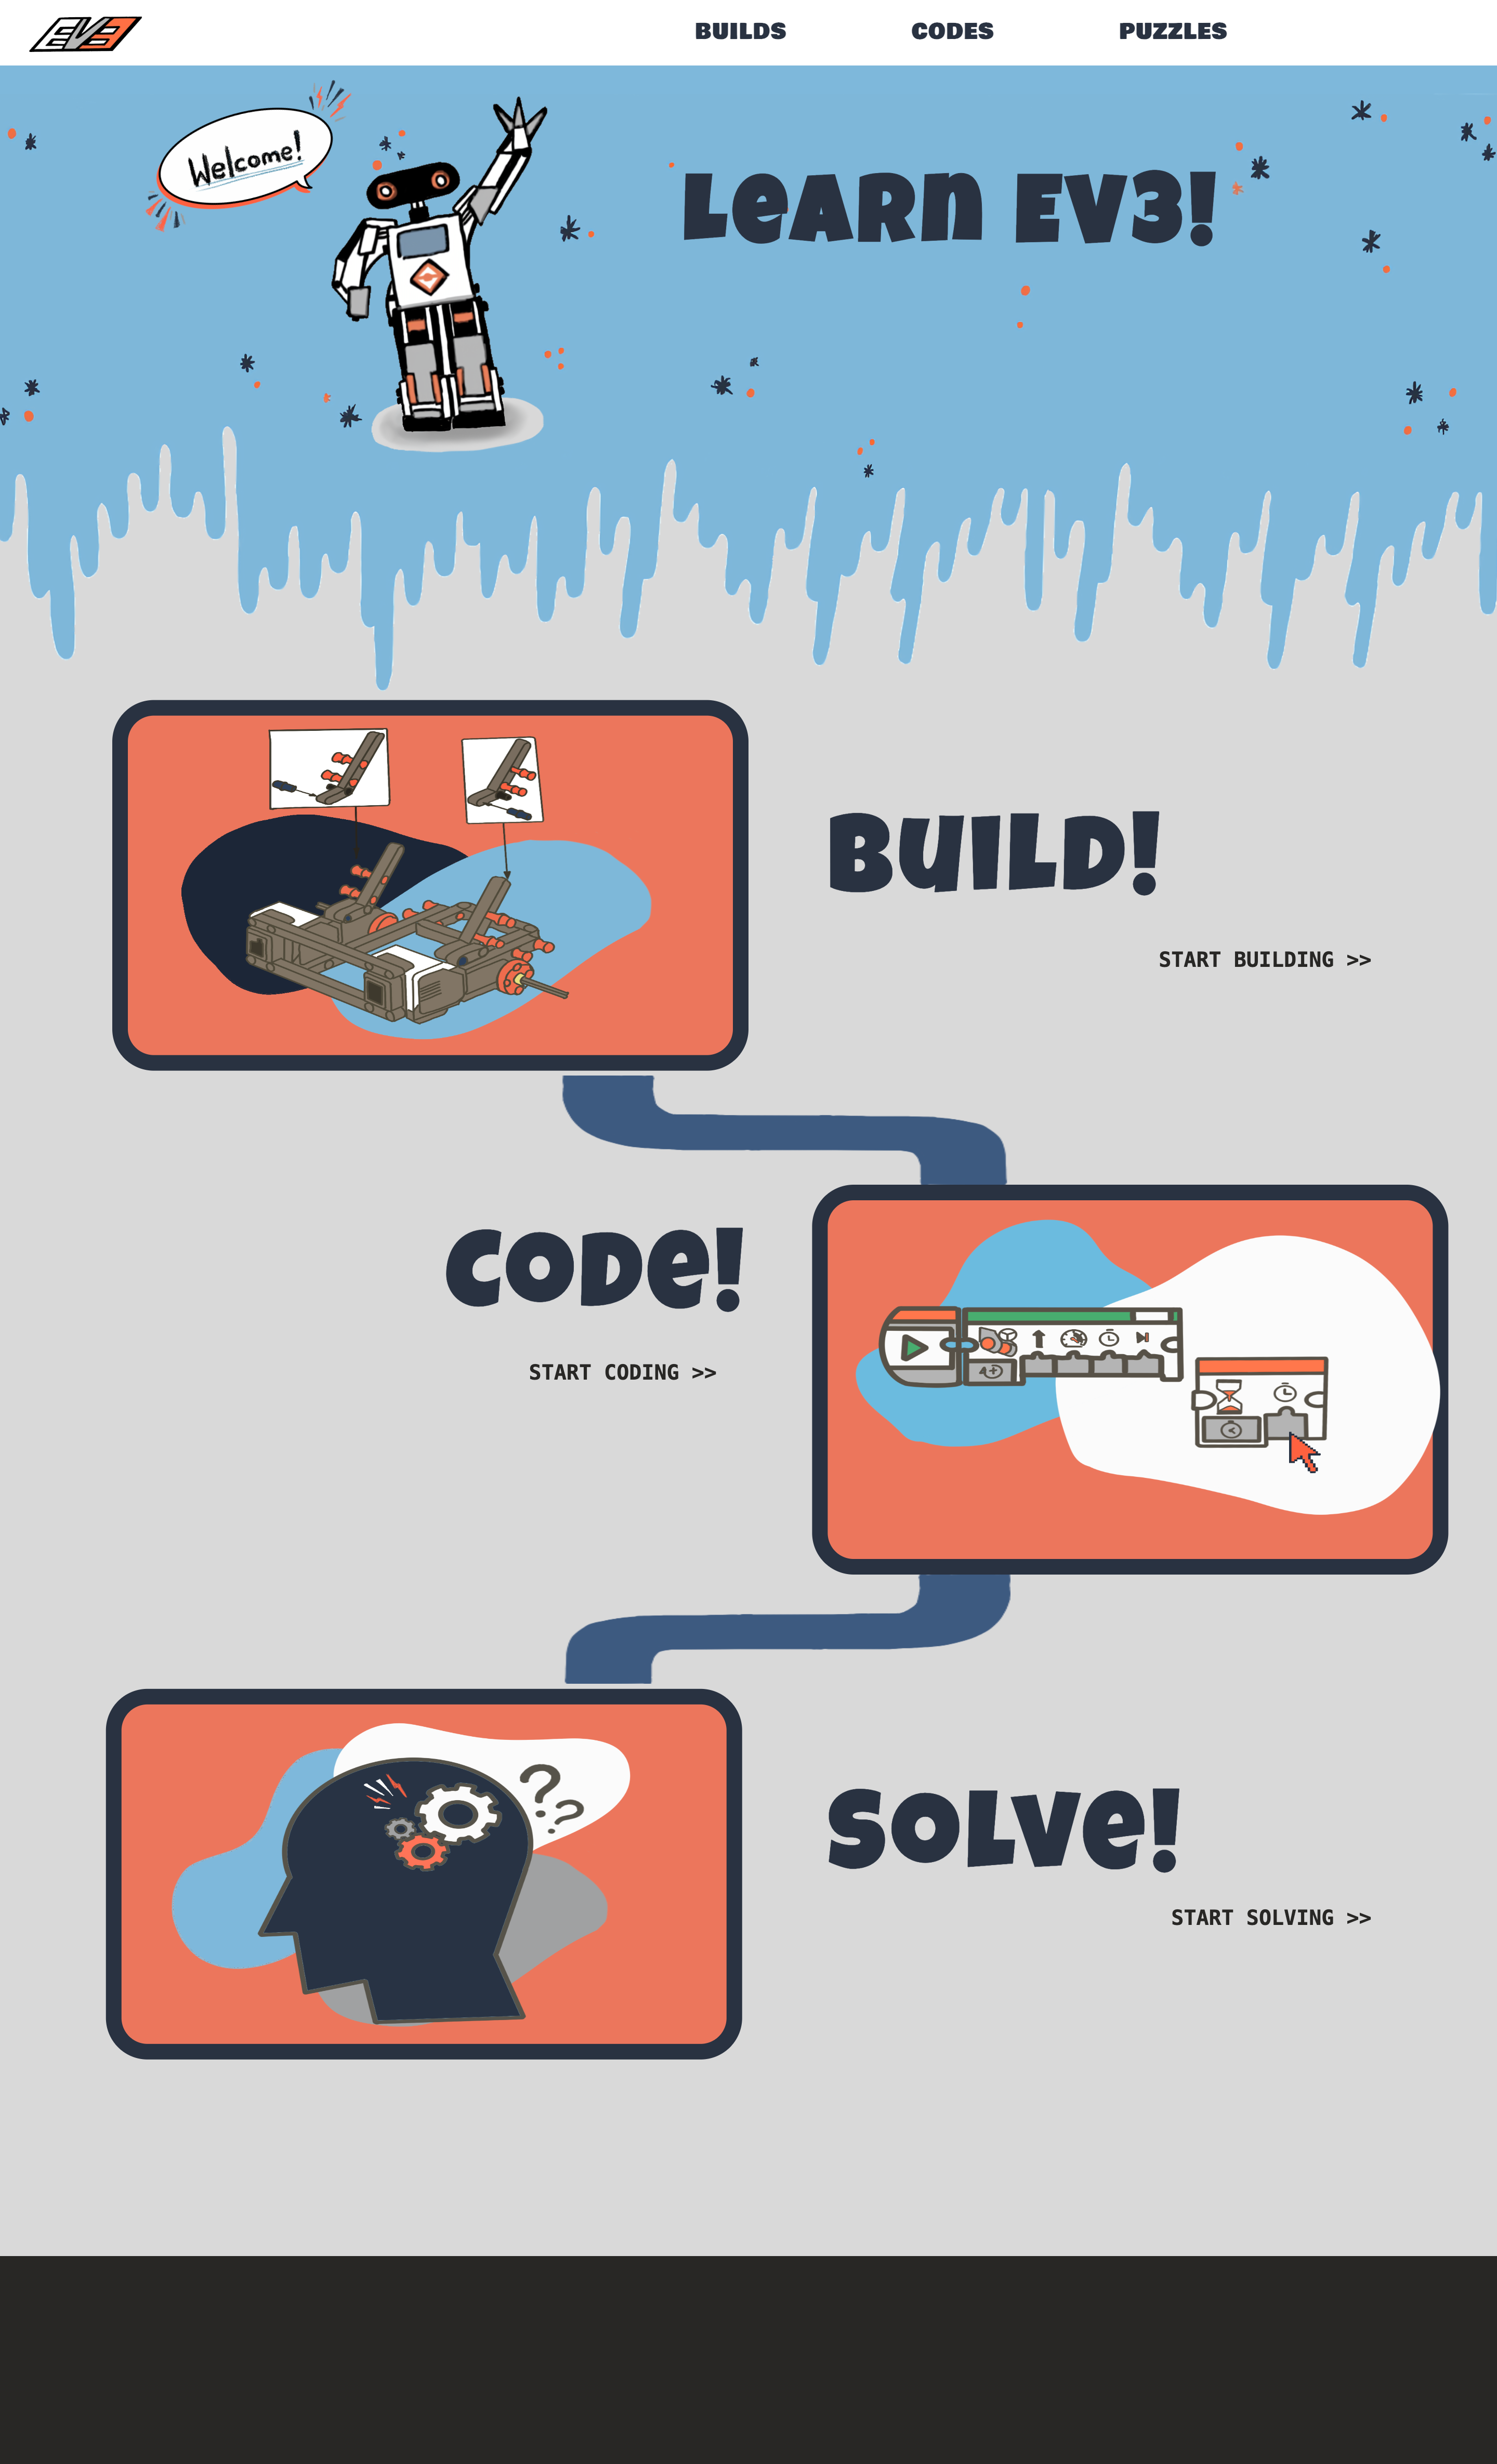 EV3
BUILDS
CODES
PUZZLES
Welcome!
LeARn EV3!
BUILD!
START BUILDING >>
CODe!
START CODING >>
SOLVe!
START SOLVING >>
? ?